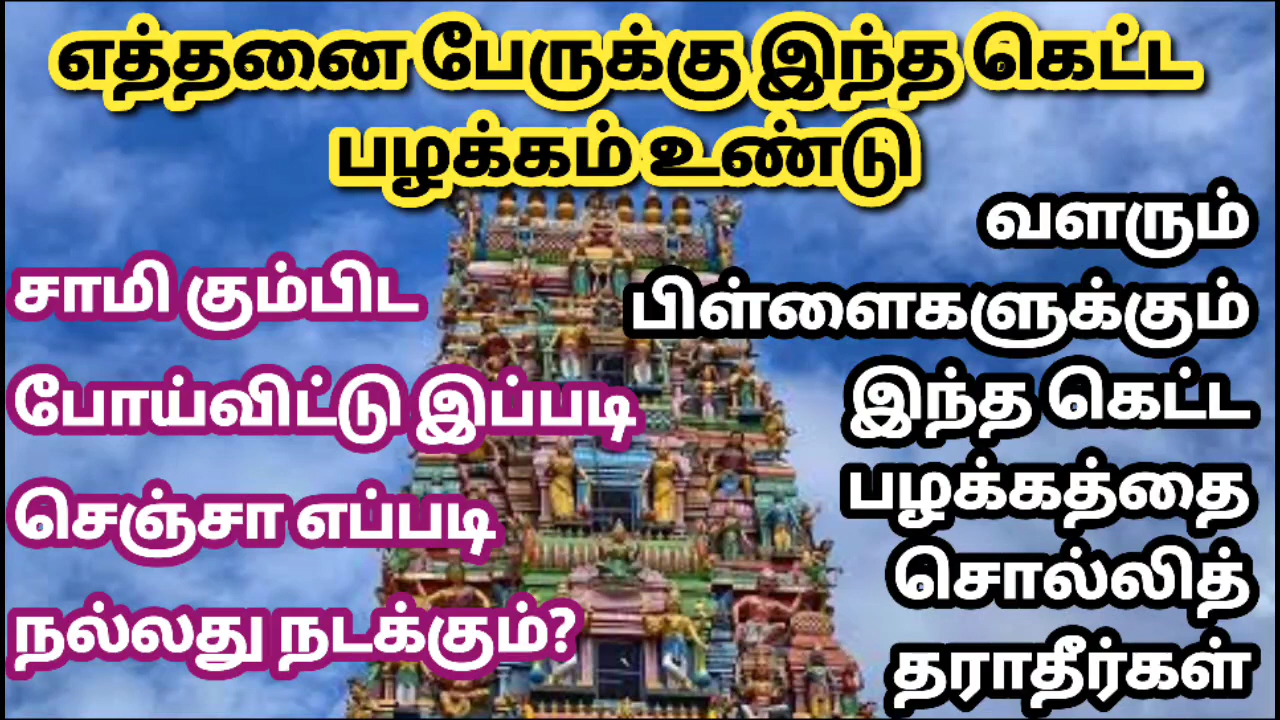 எத்தனை பேருக்கு இந்த கெட்ட
பழக்கம் உண்டு
சாமி கும்பிட
போய்விட்டு இப்படி
செஞ்சா எப்படி
நல்லது நடக்கும்?
வளரும்
பிள்ளைகளுக்கும்
இந்த கெட்ட
பழக்கத்தை
சொல்லித்
தராதீர்கள்